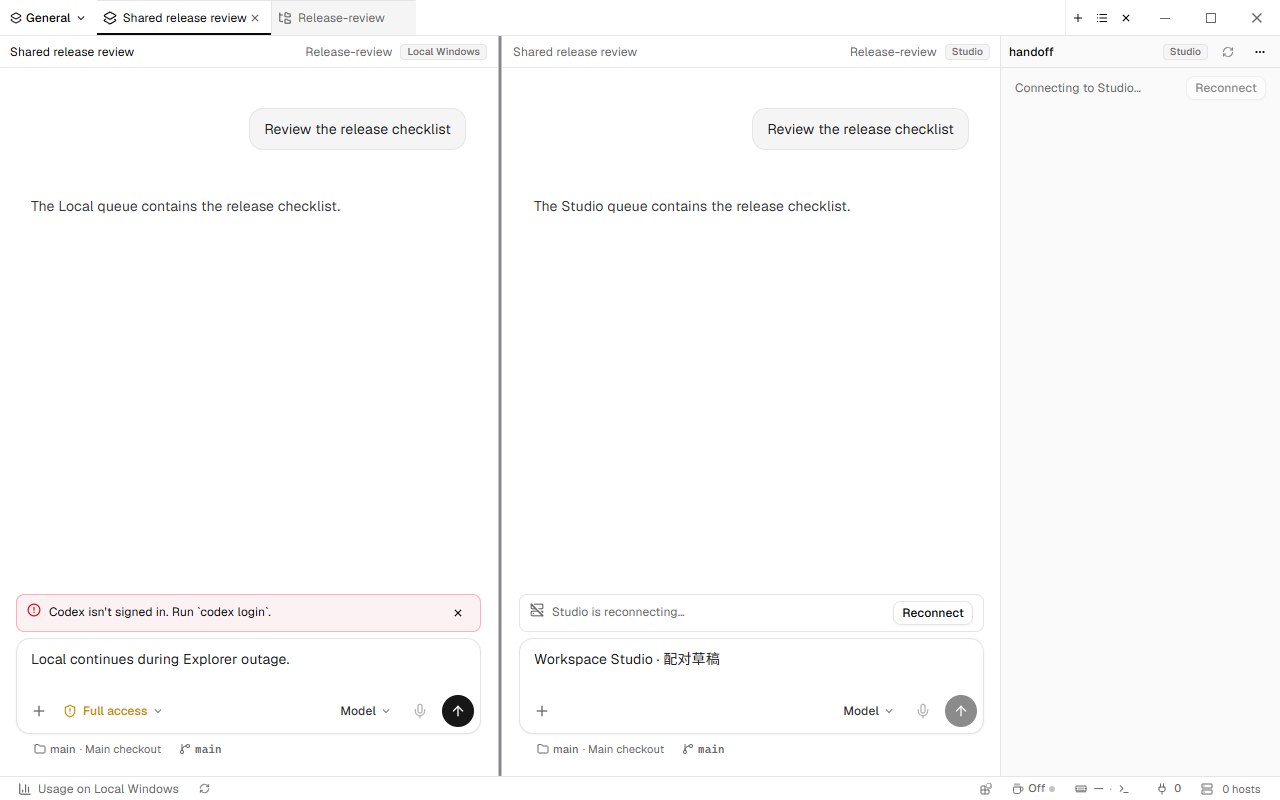 General
Shared release review
Release-review
Shared release review
Release-review
Local Windows
Shared release review
Release-review
Studio
handoff
Studio
Review the release checklist
The Local queue contains the release checklist.
Codex isn't signed in. Run `codex login`.
Local continues during Explorer outage.
Full access
Model
main · Main checkout
main
Review the release checklist
The Studio queue contains the release checklist.
Studio is reconnecting…
Reconnect
Workspace Studio · 配对草稿
Model
main · Main checkout
main
Connecting to Studio…
Reconnect
Usage on Local Windows
Off
— ·
0
0 hosts